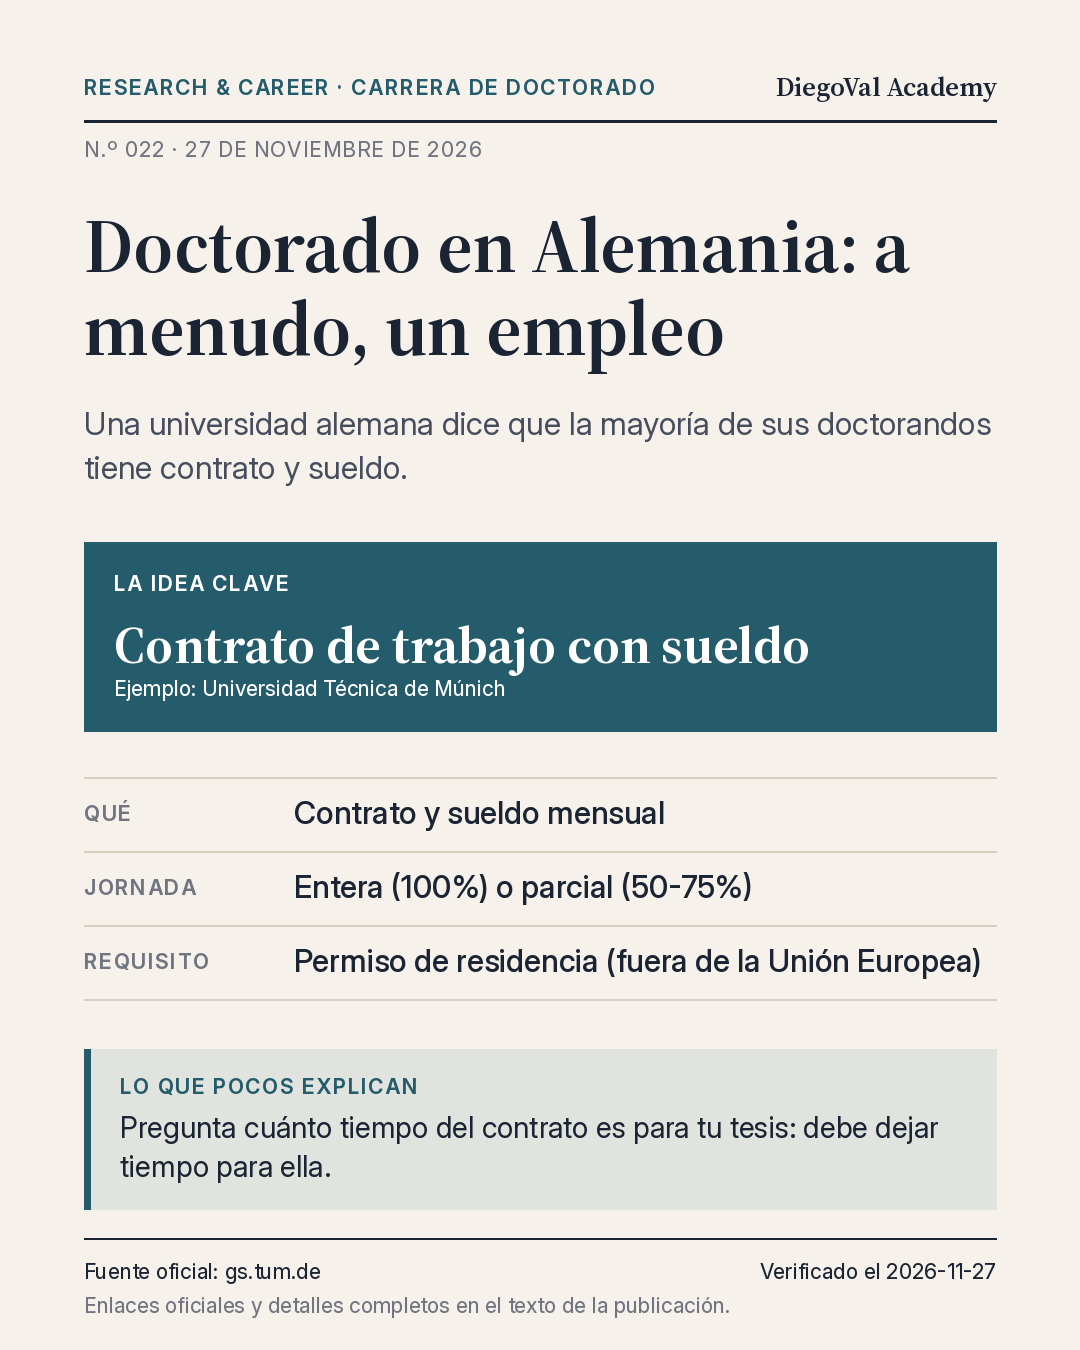 RESEARCH & CAREER · CARRERA DE DOCTORADO
DiegoVal Academy
N.º 022 · 27 DE NOVIEMBRE DE 2026
Doctorado en Alemania: a
menudo, un empleo
Una universidad alemana dice que la mayoría de sus doctorandos
tiene contrato y sueldo.
LA IDEA CLAVE
Contrato de trabajo con sueldo
Ejemplo: Universidad Técnica de Múnich
QUÉ
Contrato y sueldo mensual
JORNADA
Entera (100%) o parcial (50-75%)
REQUISITO
Permiso de residencia (fuera de la Unión Europea)
LO QUE POCOS EXPLICAN
Pregunta cuánto tiempo del contrato es para tu tesis: debe dejar
tiempo para ella.
Fuente oficial: gs.tum.de
Verificado el 2026-11-27
Enlaces oficiales y detalles completos en el texto de la publicación.